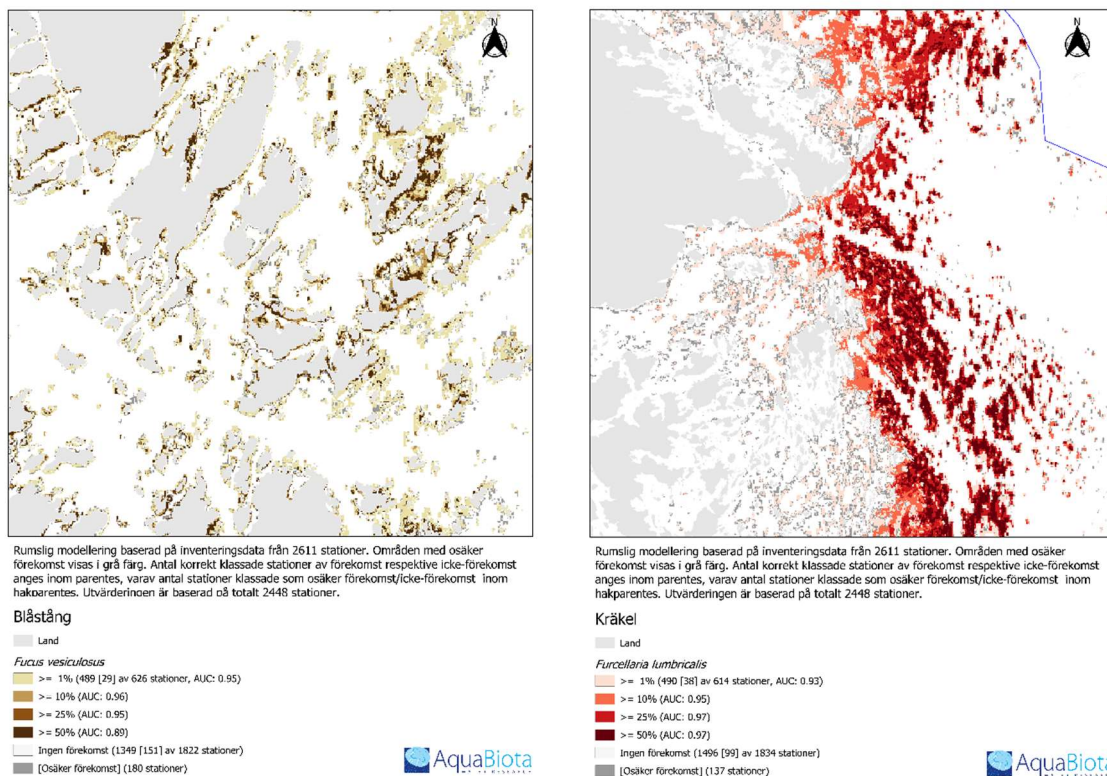 N
Rumslig modellering baserad på inventeringsdata från 2611 stationer. Områden med osäker
förekomst visas i grå färg. Antal korrekt klassade stationer av förekomst respektive icke-förekomst
anges inom parentes, varav antal stationer klassade som osäker förekomst/icke-förekomst inom
hakparentes. Utvärderingen är baserad på totalt 2448 stationer.
Blåstång
Land
Fucus vesiculosus
>= 1% (489 [29] av 626 stationer, AUC: 0.95)
>= 10% (AUC: 0.96)
>= 25% (AUC: 0.95)
>= 50% (AUC: 0.89)
Ingen förekomst (1349 [151] av 1822 stationer)
[Osäker förekomst] (180 stationer)
AquaBiota
N
Rumslig modellering baserad på inventeringsdata från 2611 stationer. Områden med osäker
förekomst visas i grå färg. Antal korrekt klassade stationer av förekomst respektive icke-förekomst
anges inom parentes, varav antal stationer klassade som osäker förekomst/icke-förekomst inom
hakparentes. Utvärderingen är baserad på totalt 2448 stationer.
Kräkel
Land
Furcellaria lumbricalis
>= 1% (490 [38] av 614 stationer, AUC: 0.93)
>= 10% (AUC: 0.95)
>= 25% (AUC: 0.97)
>= 50% (AUC: 0.97)
Ingen förekomst (1496 [99] av 1834 stationer)
[Osäker förekomst] (137 stationer)
AquaBiota